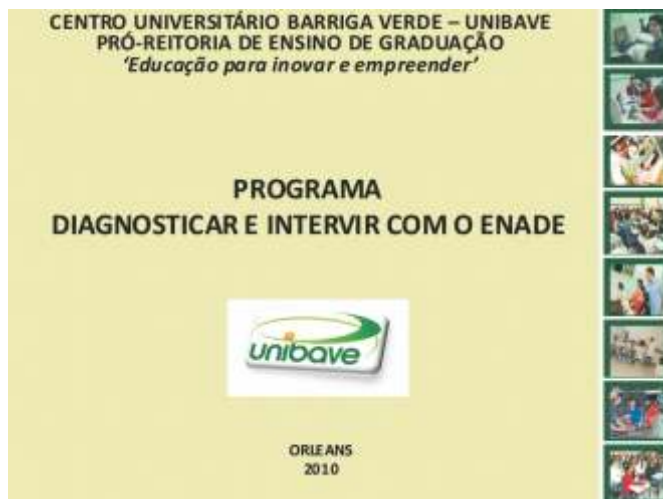 CENTRO UNIVERSITÁRIO BARRIGA VERDE – UNIBAVE
PRÓ-REITORIA DE ENSINO DE GRADUAÇÃO
‘Educação para inovar e empreender’
PROGRAMA
DIAGNOSTICAR E INTERVIR COM O ENADE
unibave
ORLEANS
2010